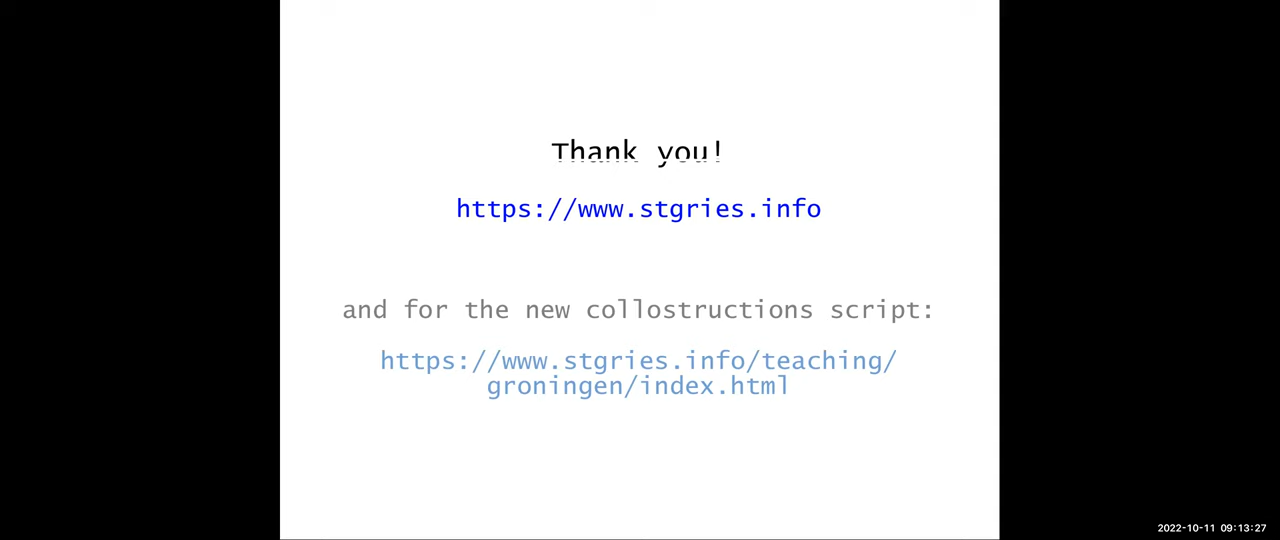 Thank you!
https://www.stgries.info
and for the new collostructions script:
https://www.stgries.info/teaching/
groningen/index.html
2022-10-11 09:13:27